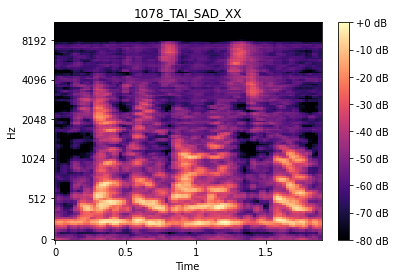 1078_TAI_SAD_XX
+0 dB
8192
-10 dB
4096
-20 dB
-30 dB
2048
Hz
-40 dB
1024
-50 dB
512
-60 dB
-70 dB
0
-80 dB
0
0.5
1
1.5
Time